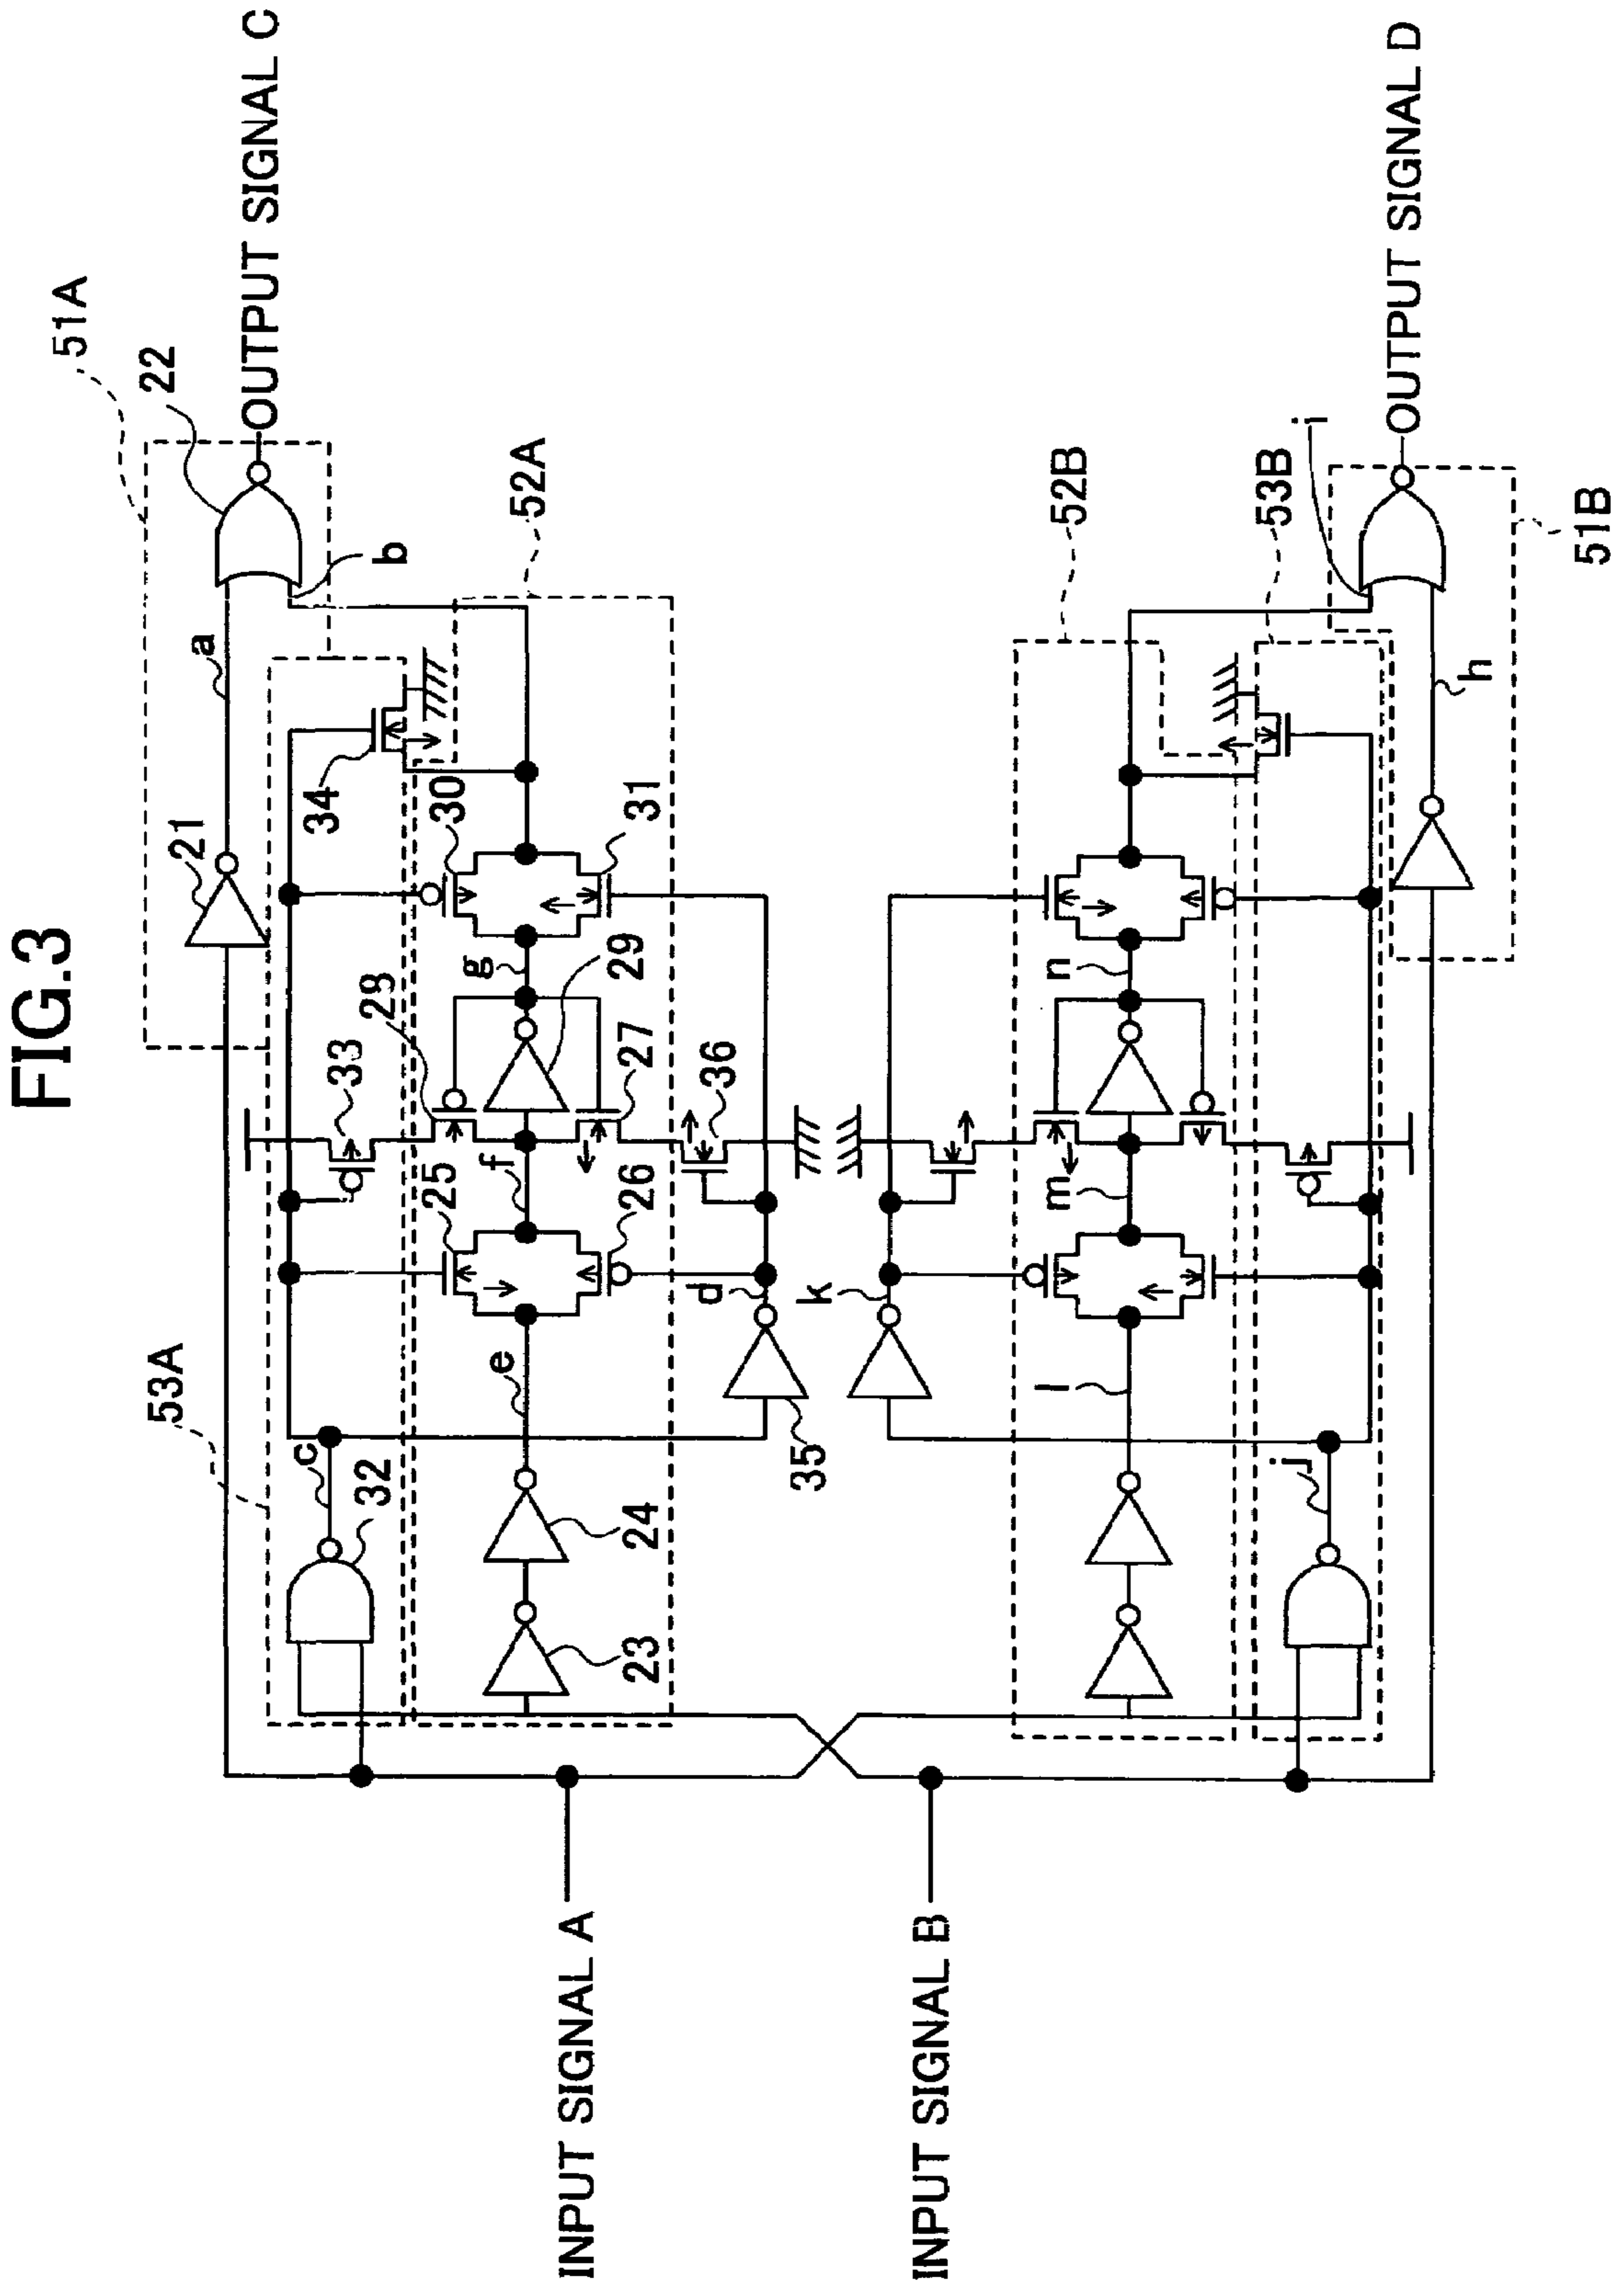 FIG.3
51A
OUTPUT SIGNAL C
22
21
a
b
53A
34
33
28
30
52A
c
32
25
f
g
31
29
27
36
26
e
d
24
23
35
INPUT SIGNAL A
INPUT SIGNAL B
k
52B
53B
i
OUTPUT SIGNAL D
n
m
l
j
h
51B